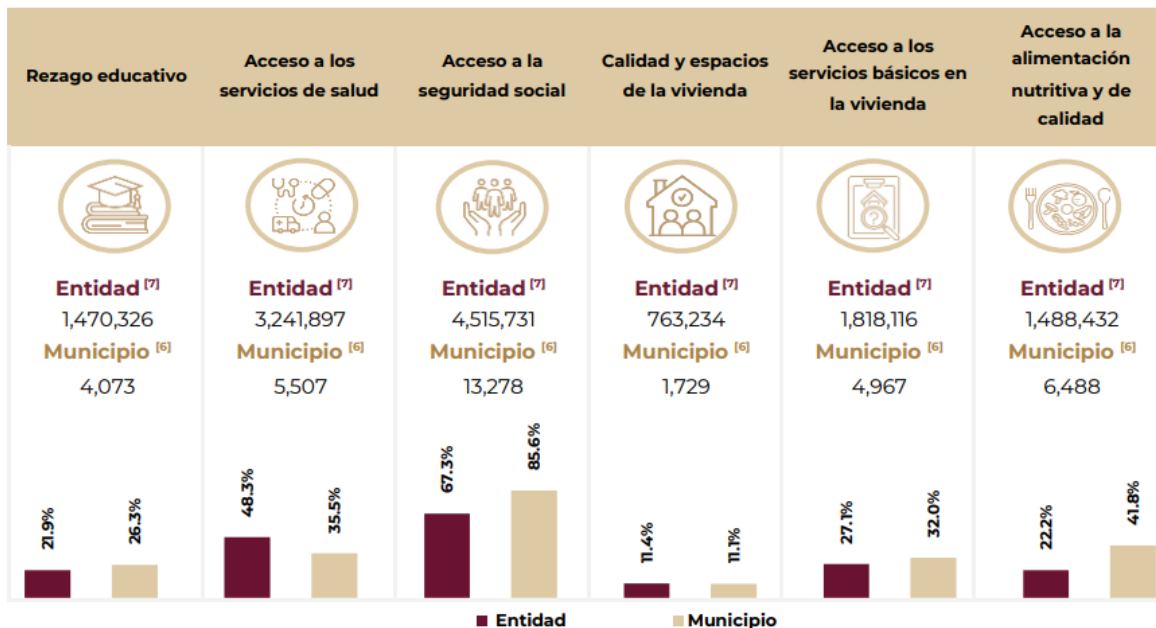 Rezago educativo
Acceso a los
servicios de salud
Acceso a la
seguridad social
Calidad y espacios
de la vivienda
Acceso a los
servicios básicos en
la vivienda
Acceso a la
alimentación
nutritiva y de
calidad
Entidad [7]
1,470,326
Municipio [6]
4,073
21.9%
26.3%
Entidad [7]
3,241,897
Municipio [6]
5,507
48.3%
35.5%
Entidad [7]
4,515,731
Municipio [6]
13,278
67.3%
85.6%
Entidad [7]
763,234
Municipio [6]
1,729
11.4%
11.1%
Entidad [7]
1,818,116
Municipio [6]
4,967
27.1%
32.0%
Entidad [7]
1,488,432
Municipio [6]
6,488
22.2%
41.8%
Entidad
Municipio